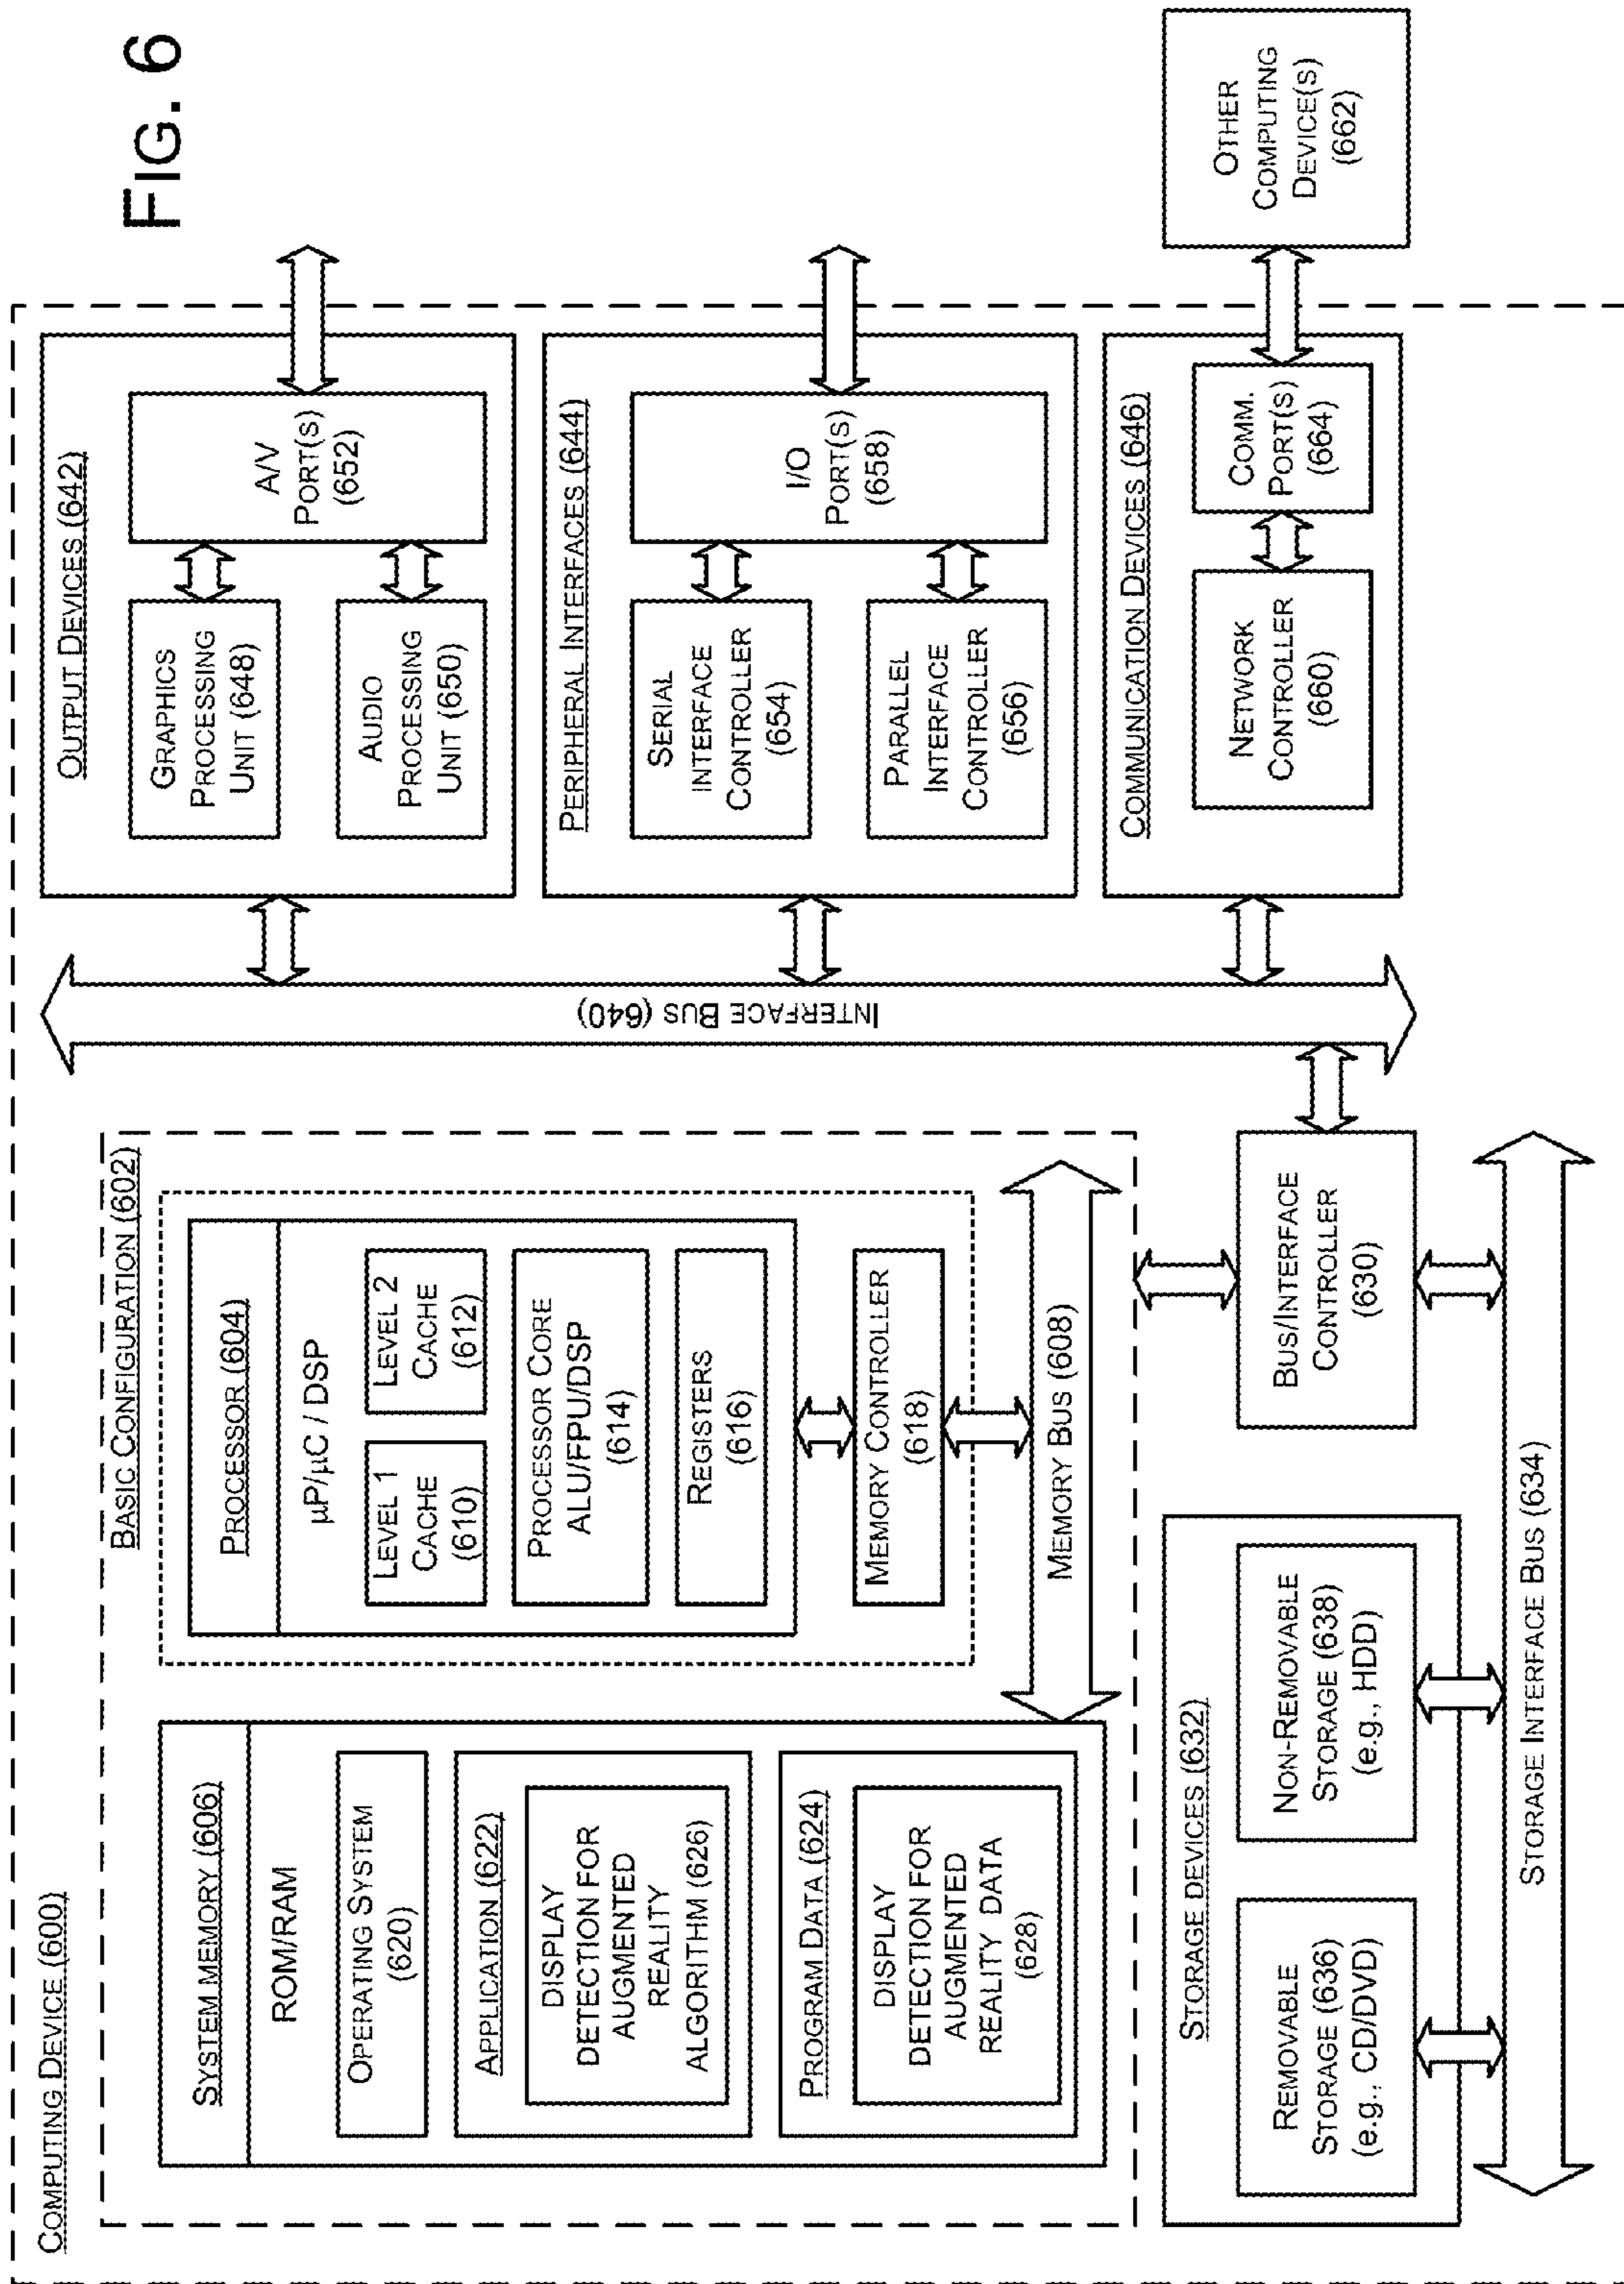 FIG. 6
COMPUTING DEVICE (600)
BASIC CONFIGURATION (602)
SYSTEM MEMORY (606)
ROM/RAM
OPERATING SYSTEM
(620)
APPLICATION (622)
DISPLAY
DETECTION FOR
AUGMENTED
REALITY
ALGORITHM (626)
PROGRAM DATA (624)
DISPLAY
DETECTION FOR
AUGMENTED
REALITY DATA
(628)
PROCESSOR (604)
µP/µC / DSP
LEVEL 1
CACHE
(610)
LEVEL 2
CACHE
(612)
PROCESSOR CORE
ALU/FPU/DSP
(614)
REGISTERS
(616)
MEMORY CONTROLLER
(618)
MEMORY BUS (608)
STORAGE DEVICES (632)
REMOVABLE
STORAGE (636)
(e.g., CD/DVD)
NON-REMOVABLE
STORAGE (638)
(e.g., HDD)
BUS/INTERFACE
CONTROLLER
(630)
STORAGE INTERFACE BUS (634)
INTERFACE BUS (640)
OUTPUT DEVICES (642)
GRAPHICS
PROCESSING
UNIT (648)
AUDIO
PROCESSING
UNIT (650)
A/V
PORT(S)
(652)
PERIPHERAL INTERFACES (644)
SERIAL
INTERFACE
CONTROLLER
(654)
PARALLEL
INTERFACE
CONTROLLER
(656)
I/O
PORT(S)
(658)
COMMUNICATION DEVICES (646)
NETWORK
CONTROLLER
(660)
COMM.
PORT(S)
(664)
OTHER
COMPUTING
DEVICE(S)
(662)